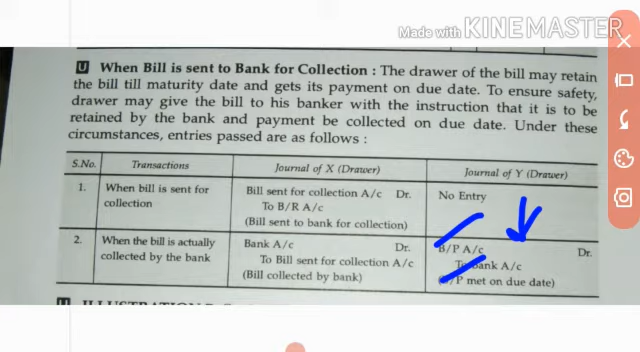 Made with KINEMASTER
U When Bill is sent to Bank for Collection : The drawer of the bill may retain
the bill till maturity date and gets its payment on due date. To ensure safety,
drawer may give the bill to his banker with the instruction that it is to be
retained by the bank and payment be collected on due date. Under these
circumstances, entries passed are as follows :
S.No. Transactions Journal of X (Drawer) Journal of Y (Drawer)
1. When bill is sent for Bill sent for collection A/c Dr. No Entry
collection To B/R A/c
(Bill sent to bank for collection)
2. When the bill is actually Bank A/c Dr. B/P A/c Dr.
collected by the bank To Bill sent for collection A/c To Bank A/c
(Bill collected by bank) (B/P met on due date)